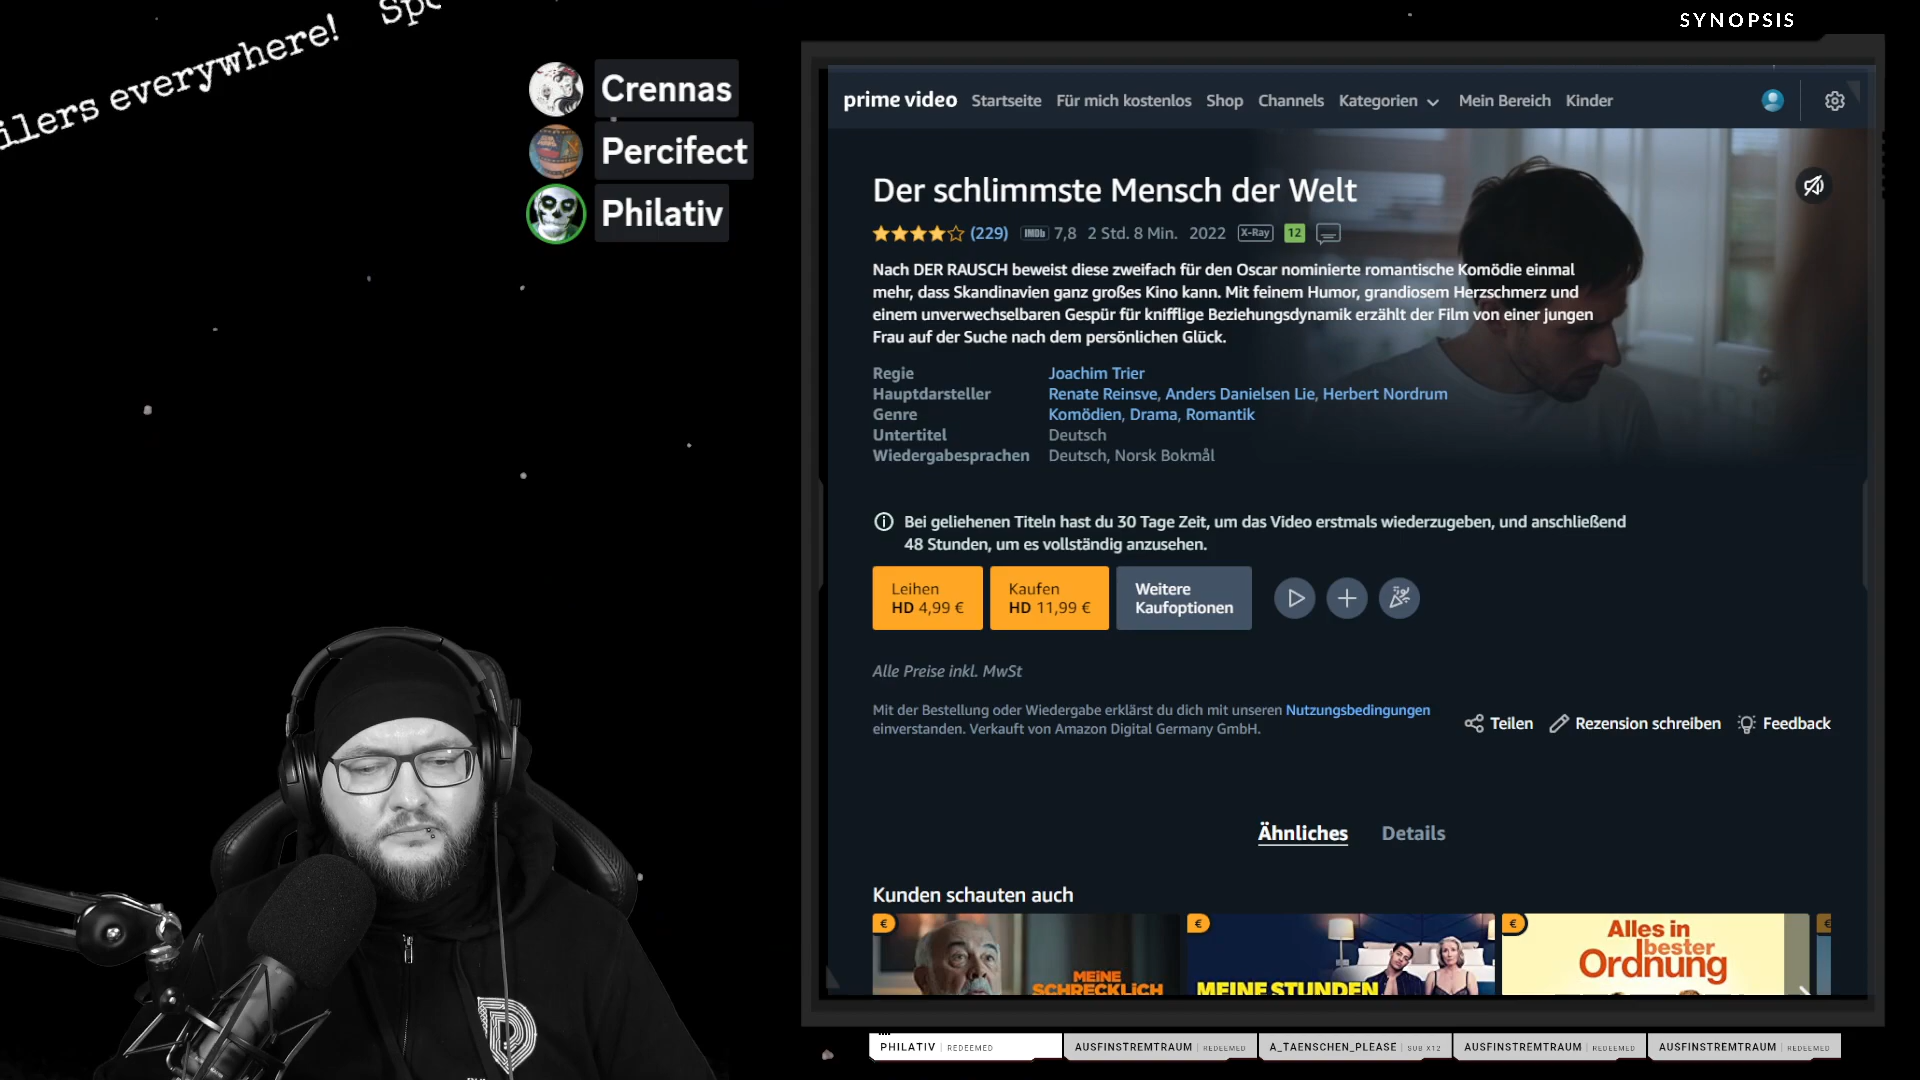 SYNOPSIS
ilers everywhere!
Crennas
Percifect
Philativ
prime video Startseite Für mich kostenlos Shop Channels Kategorien Mein Bereich Kinder
Der schlimmste Mensch der Welt
(229) IMDb 7,8 2 Std. 8 Min. 2022 X-Ray 12
Nach DER RAUSCH beweist diese zweifach für den Oscar nominierte romantische Komödie einmal
mehr, dass Skandinavien ganz großes Kino kann. Mit feinem Humor, grandiosem Herzschmerz und
einem unverwechselbaren Gespür für knifflige Beziehungsdynamik erzählt der Film von einer jungen
Frau auf der Suche nach dem persönlichen Glück.
Regie Joachim Trier
Hauptdarsteller Renate Reinsve, Anders Danielsen Lie, Herbert Nordrum
Genre Komödien, Drama, Romantik
Untertitel Deutsch
Wiedergabesprachen Deutsch, Norsk Bokmål
Bei geliehenen Titeln hast du 30 Tage Zeit, um das Video erstmals wiederzugeben, und anschließend
48 Stunden, um es vollständig anzusehen.
Leihen
HD 4,99 €
Kaufen
HD 11,99 €
Weitere
Kaufoptionen
Alle Preise inkl. MwSt
Mit der Bestellung oder Wiedergabe erklärst du dich mit unseren Nutzungsbedingungen
einverstanden. Verkauft von Amazon Digital Germany GmbH.
Teilen Rezension schreiben Feedback
Ähnliches Details
Kunden schauten auch
€ € € €
MEiNE
SCHRECKLiCH
MEINE STUNDEN
Alles in
bester
Ordnung
PHILATIV | REDEEMED AUSFINSTREMTRAUM | REDEEMED A_TAENSCHEN_PLEASE | SUB X12 AUSFINSTREMTRAUM | REDEEMED AUSFINSTREMTRAUM | REDEEMED